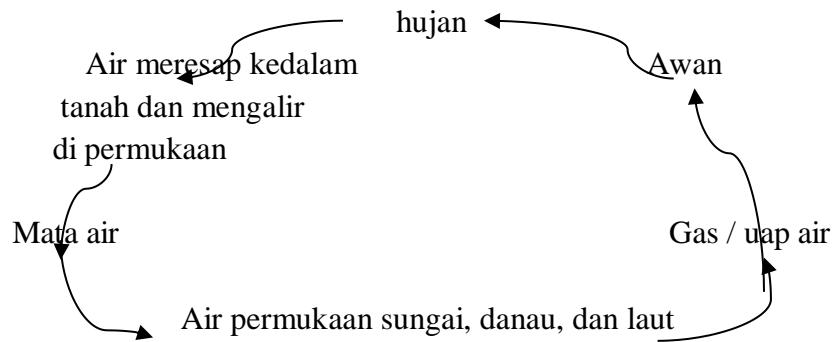 hujan
Air meresap kedalam
tanah dan mengalir
di permukaan
Awan
Mata air
Gas / uap air
Air permukaan sungai, danau, dan laut